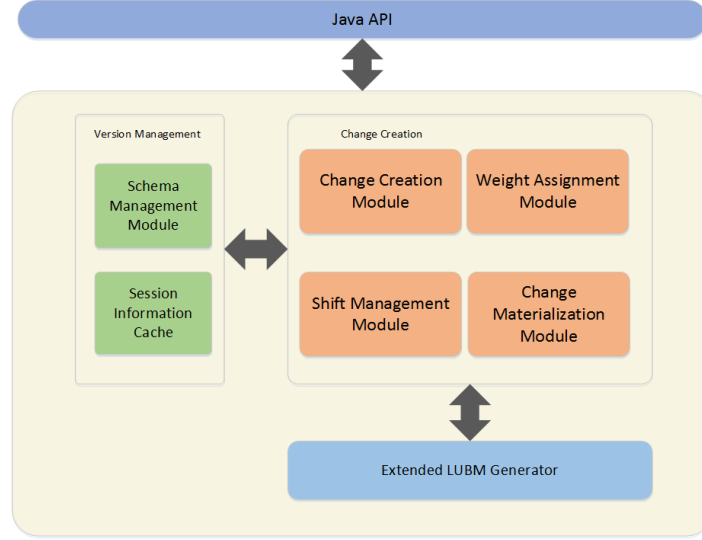 Java API
Version Management
Schema
Management
Module
Session
Information
Cache
Change Creation
Change Creation
Module
Weight Assignment
Module
Shift Management
Module
Change
Materialization
Module
Extended LUBM Generator